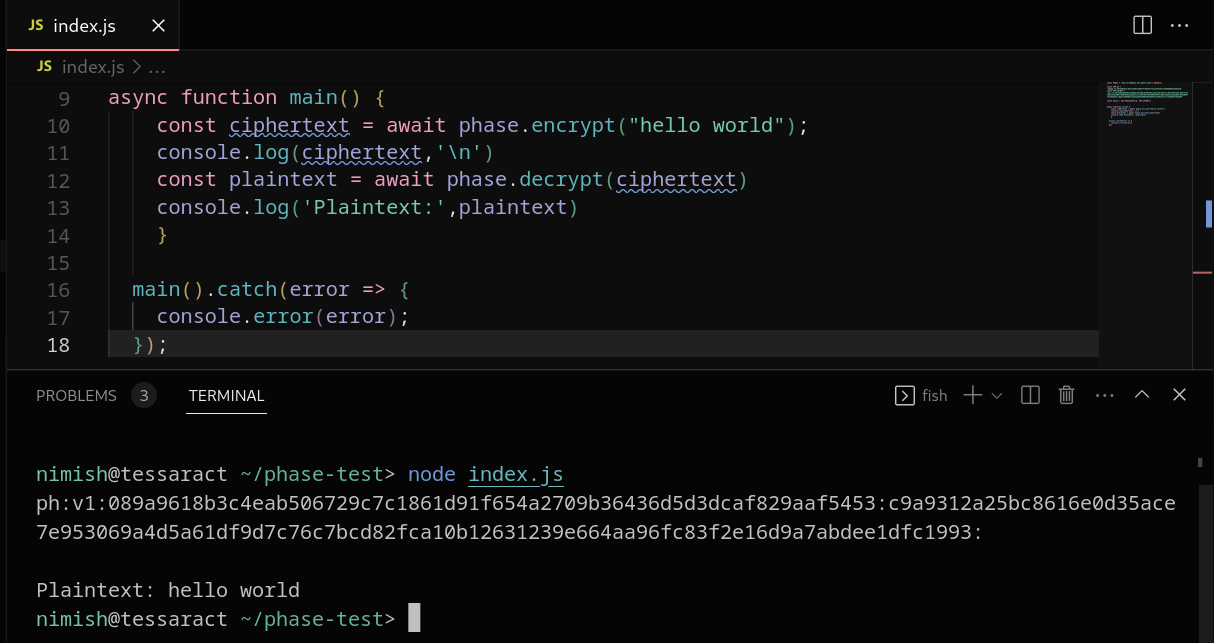 JS index.js
JS index.js > ...
9 async function main() {
10 const ciphertext = await phase.encrypt("hello world");
11 console.log(ciphertext,'\n')
12 const plaintext = await phase.decrypt(ciphertext)
13 console.log('Plaintext:',plaintext)
14 }
15
16 main().catch(error => {
17 console.error(error);
18 });
PROBLEMS 3 TERMINAL fish
nimish@tessaract ~/phase-test> node index.js
ph:v1:089a9618b3c4eab506729c7c1861d91f654a2709b36436d5d3dcaf829aaf5453:c9a9312a25bc8616e0d35ace
7e953069a4d5a61df9d7c76c7bcd82fca10b12631239e664aa96fc83f2e16d9a7abdee1dfc1993:
Plaintext: hello world
nimish@tessaract ~/phase-test>